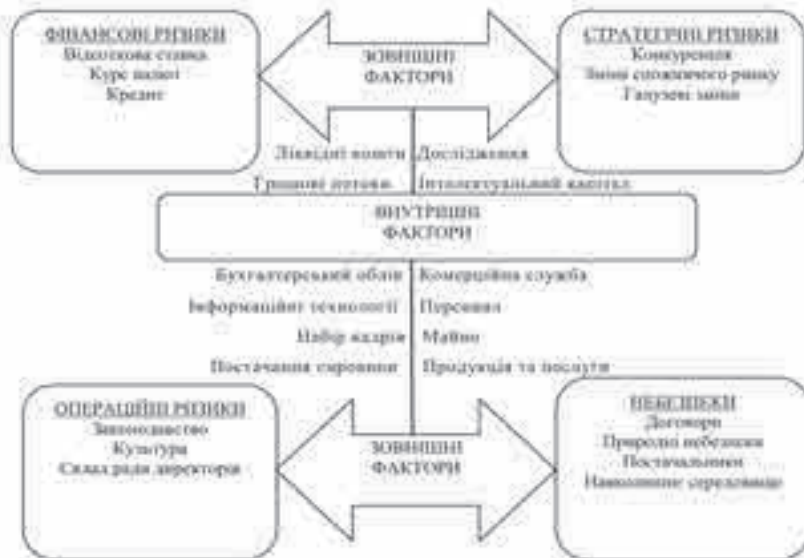 ФІНАНСОВІ РИЗИКИ
Відсоткова ставка
Курс валют
Кредит
ЗОВНІШНІ
ФАКТОРИ
СТРАТЕГІЧНІ РИЗИКИ
Конкуренція
Зміни споживчого ринку
Галузеві зміни
Ліквідні кошти
Дослідження
Грошові потоки
Інтелектуальний капітал
ВНУТРІШНІ
ФАКТОРИ
Бухгалтерський облік
Комерційна служба
Інформаційні технології
Персонал
Набір кадрів
Майно
Постачання сировини
Продукція та послуги
ОПЕРАЦІЙНІ РИЗИКИ
Законодавство
Культура
Склад ради директорів
ЗОВНІШНІ
ФАКТОРИ
НЕБЕЗПЕКИ
Договори
Природні небезпеки
Постачальники
Навколишнє середовище